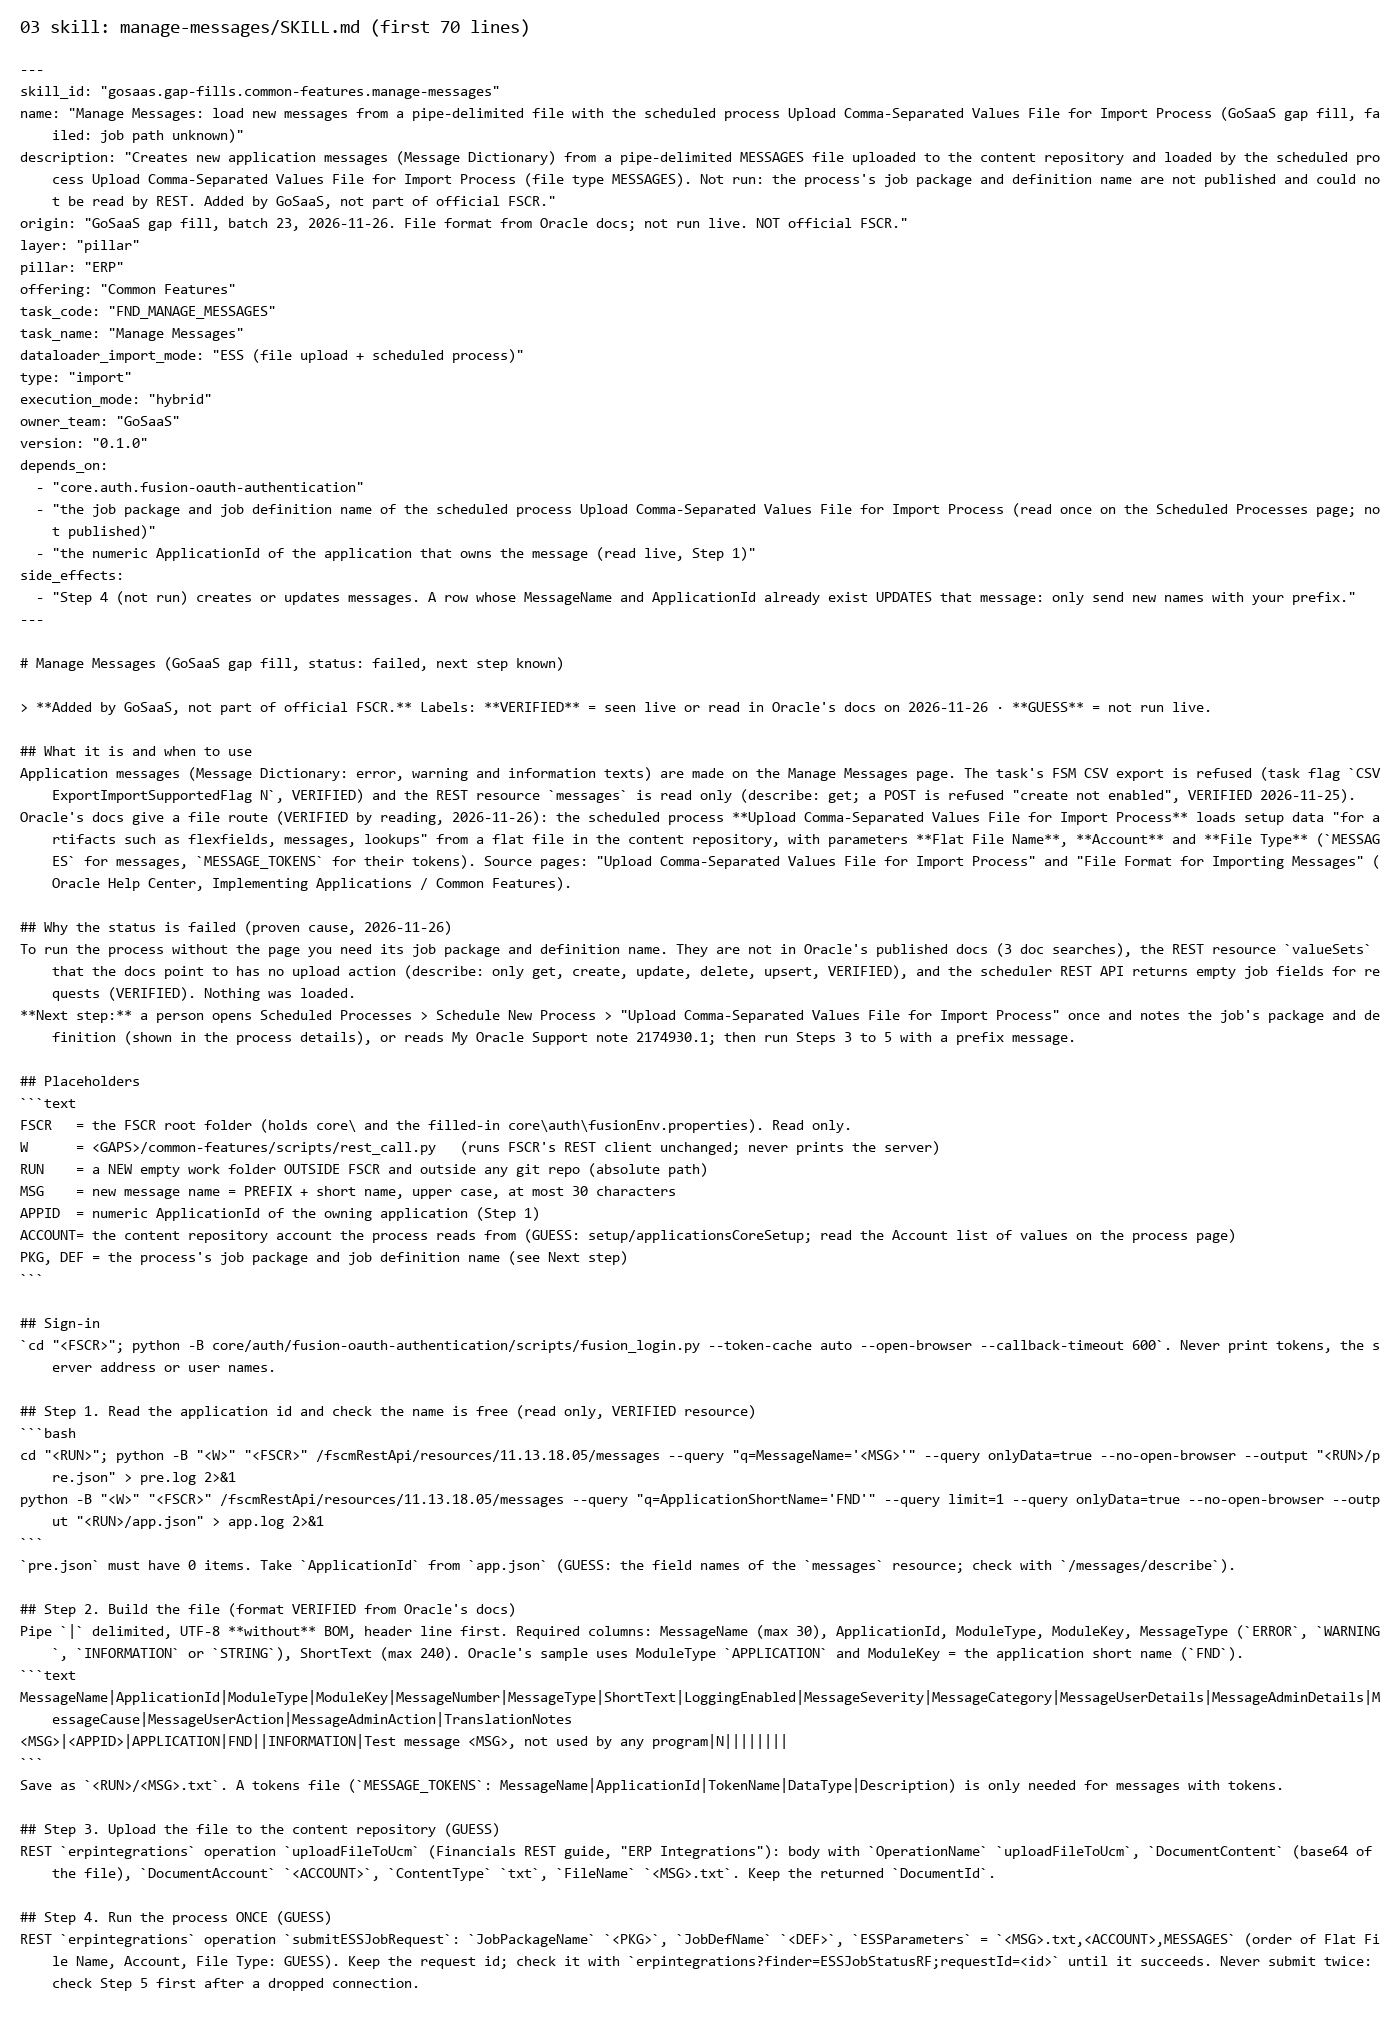 03 skill: manage-messages/SKILL.md (first 70 lines)
---
skill_id: "gosaas.gap-fills.common-features.manage-messages"
name: "Manage Messages: load new messages from a pipe-delimited file with the scheduled process Upload Comma-Separated Values File for Import Process (GoSaaS gap fill, fa
iled: job path unknown)"
description: "Creates new application messages (Message Dictionary) from a pipe-delimited MESSAGES file uploaded to the content repository and loaded by the scheduled pro
cess Upload Comma-Separated Values File for Import Process (file type MESSAGES). Not run: the process's job package and definition name are not published and could no
t be read by REST. Added by GoSaaS, not part of official FSCR."
origin: "GoSaaS gap fill, batch 23, 2026-11-26. File format from Oracle docs; not run live. NOT official FSCR."
layer: "pillar"
pillar: "ERP"
offering: "Common Features"
task_code: "FND_MANAGE_MESSAGES"
task_name: "Manage Messages"
dataloader_import_mode: "ESS (file upload + scheduled process)"
type: "import"
execution_mode: "hybrid"
owner_team: "GoSaaS"
version: "0.1.0"
depends_on:
  - "core.auth.fusion-oauth-authentication"
  - "the job package and job definition name of the scheduled process Upload Comma-Separated Values File for Import Process (read once on the Scheduled Processes page; no
t published)"
  - "the numeric ApplicationId of the application that owns the message (read live, Step 1)"
side_effects:
  - "Step 4 (not run) creates or updates messages. A row whose MessageName and ApplicationId already exist UPDATES that message: only send new names with your prefix."
---
# Manage Messages (GoSaaS gap fill, status: failed, next step known)
> **Added by GoSaaS, not part of official FSCR.** Labels: **VERIFIED** = seen live or read in Oracle's docs on 2026-11-26 · **GUESS** = not run live.
## What it is and when to use
Application messages (Message Dictionary: error, warning and information texts) are made on the Manage Messages page. The task's FSM CSV export is refused (task flag `CSV
ExportImportSupportedFlag N`, VERIFIED) and the REST resource `messages` is read only (describe: get; a POST is refused "create not enabled", VERIFIED 2026-11-25).
Oracle's docs give a file route (VERIFIED by reading, 2026-11-26): the scheduled process **Upload Comma-Separated Values File for Import Process** loads setup data "for a
rtifacts such as flexfields, messages, lookups" from a flat file in the content repository, with parameters **Flat File Name**, **Account** and **File Type** (`MESSAG
ES` for messages, `MESSAGE_TOKENS` for their tokens). Source pages: "Upload Comma-Separated Values File for Import Process" and "File Format for Importing Messages" (
Oracle Help Center, Implementing Applications / Common Features).
## Why the status is failed (proven cause, 2026-11-26)
To run the process without the page you need its job package and definition name. They are not in Oracle's published docs (3 doc searches), the REST resource `valueSets`
that the docs point to has no upload action (describe: only get, create, update, delete, upsert, VERIFIED), and the scheduler REST API returns empty job fields for re
quests (VERIFIED). Nothing was loaded.
**Next step:** a person opens Scheduled Processes > Schedule New Process > "Upload Comma-Separated Values File for Import Process" once and notes the job's package and de
finition (shown in the process details), or reads My Oracle Support note 2174930.1; then run Steps 3 to 5 with a prefix message.
## Placeholders
```text
FSCR   = the FSCR root folder (holds core\ and the filled-in core\auth\fusionEnv.properties). Read only.
W      = <GAPS>/common-features/scripts/rest_call.py   (runs FSCR's REST client unchanged; never prints the server)
RUN    = a NEW empty work folder OUTSIDE FSCR and outside any git repo (absolute path)
MSG    = new message name = PREFIX + short name, upper case, at most 30 characters
APPID  = numeric ApplicationId of the owning application (Step 1)
ACCOUNT= the content repository account the process reads from (GUESS: setup/applicationsCoreSetup; read the Account list of values on the process page)
PKG, DEF = the process's job package and job definition name (see Next step)
```
## Sign-in
`cd "<FSCR>"; python -B core/auth/fusion-oauth-authentication/scripts/fusion_login.py --token-cache auto --open-browser --callback-timeout 600`. Never print tokens, the s
erver address or user names.
## Step 1. Read the application id and check the name is free (read only, VERIFIED resource)
```bash
cd "<RUN>"; python -B "<W>" "<FSCR>" /fscmRestApi/resources/11.13.18.05/messages --query "q=MessageName='<MSG>'" --query onlyData=true --no-open-browser --output "<RUN>/p
re.json" > pre.log 2>&1
python -B "<W>" "<FSCR>" /fscmRestApi/resources/11.13.18.05/messages --query "q=ApplicationShortName='FND'" --query limit=1 --query onlyData=true --no-open-browser --outp
ut "<RUN>/app.json" > app.log 2>&1
```
`pre.json` must have 0 items. Take `ApplicationId` from `app.json` (GUESS: the field names of the `messages` resource; check with `/messages/describe`).
## Step 2. Build the file (format VERIFIED from Oracle's docs)
Pipe `|` delimited, UTF-8 **without** BOM, header line first. Required columns: MessageName (max 30), ApplicationId, ModuleType, ModuleKey, MessageType (`ERROR`, `WARNING
`, `INFORMATION` or `STRING`), ShortText (max 240). Oracle's sample uses ModuleType `APPLICATION` and ModuleKey = the application short name (`FND`).
```text
MessageName|ApplicationId|ModuleType|ModuleKey|MessageNumber|MessageType|ShortText|LoggingEnabled|MessageSeverity|MessageCategory|MessageUserDetails|MessageAdminDetails|M
essageCause|MessageUserAction|MessageAdminAction|TranslationNotes
<MSG>|<APPID>|APPLICATION|FND||INFORMATION|Test message <MSG>, not used by any program|N||||||||
```
Save as `<RUN>/<MSG>.txt`. A tokens file (`MESSAGE_TOKENS`: MessageName|ApplicationId|TokenName|DataType|Description) is only needed for messages with tokens.
## Step 3. Upload the file to the content repository (GUESS)
REST `erpintegrations` operation `uploadFileToUcm` (Financials REST guide, "ERP Integrations"): body with `OperationName` `uploadFileToUcm`, `DocumentContent` (base64 of
the file), `DocumentAccount` `<ACCOUNT>`, `ContentType` `txt`, `FileName` `<MSG>.txt`. Keep the returned `DocumentId`.
## Step 4. Run the process ONCE (GUESS)
REST `erpintegrations` operation `submitESSJobRequest`: `JobPackageName` `<PKG>`, `JobDefName` `<DEF>`, `ESSParameters` = `<MSG>.txt,<ACCOUNT>,MESSAGES` (order of Flat Fi
le Name, Account, File Type: GUESS). Keep the request id; check it with `erpintegrations?finder=ESSJobStatusRF;requestId=<id>` until it succeeds. Never submit twice:
check Step 5 first after a dropped connection.